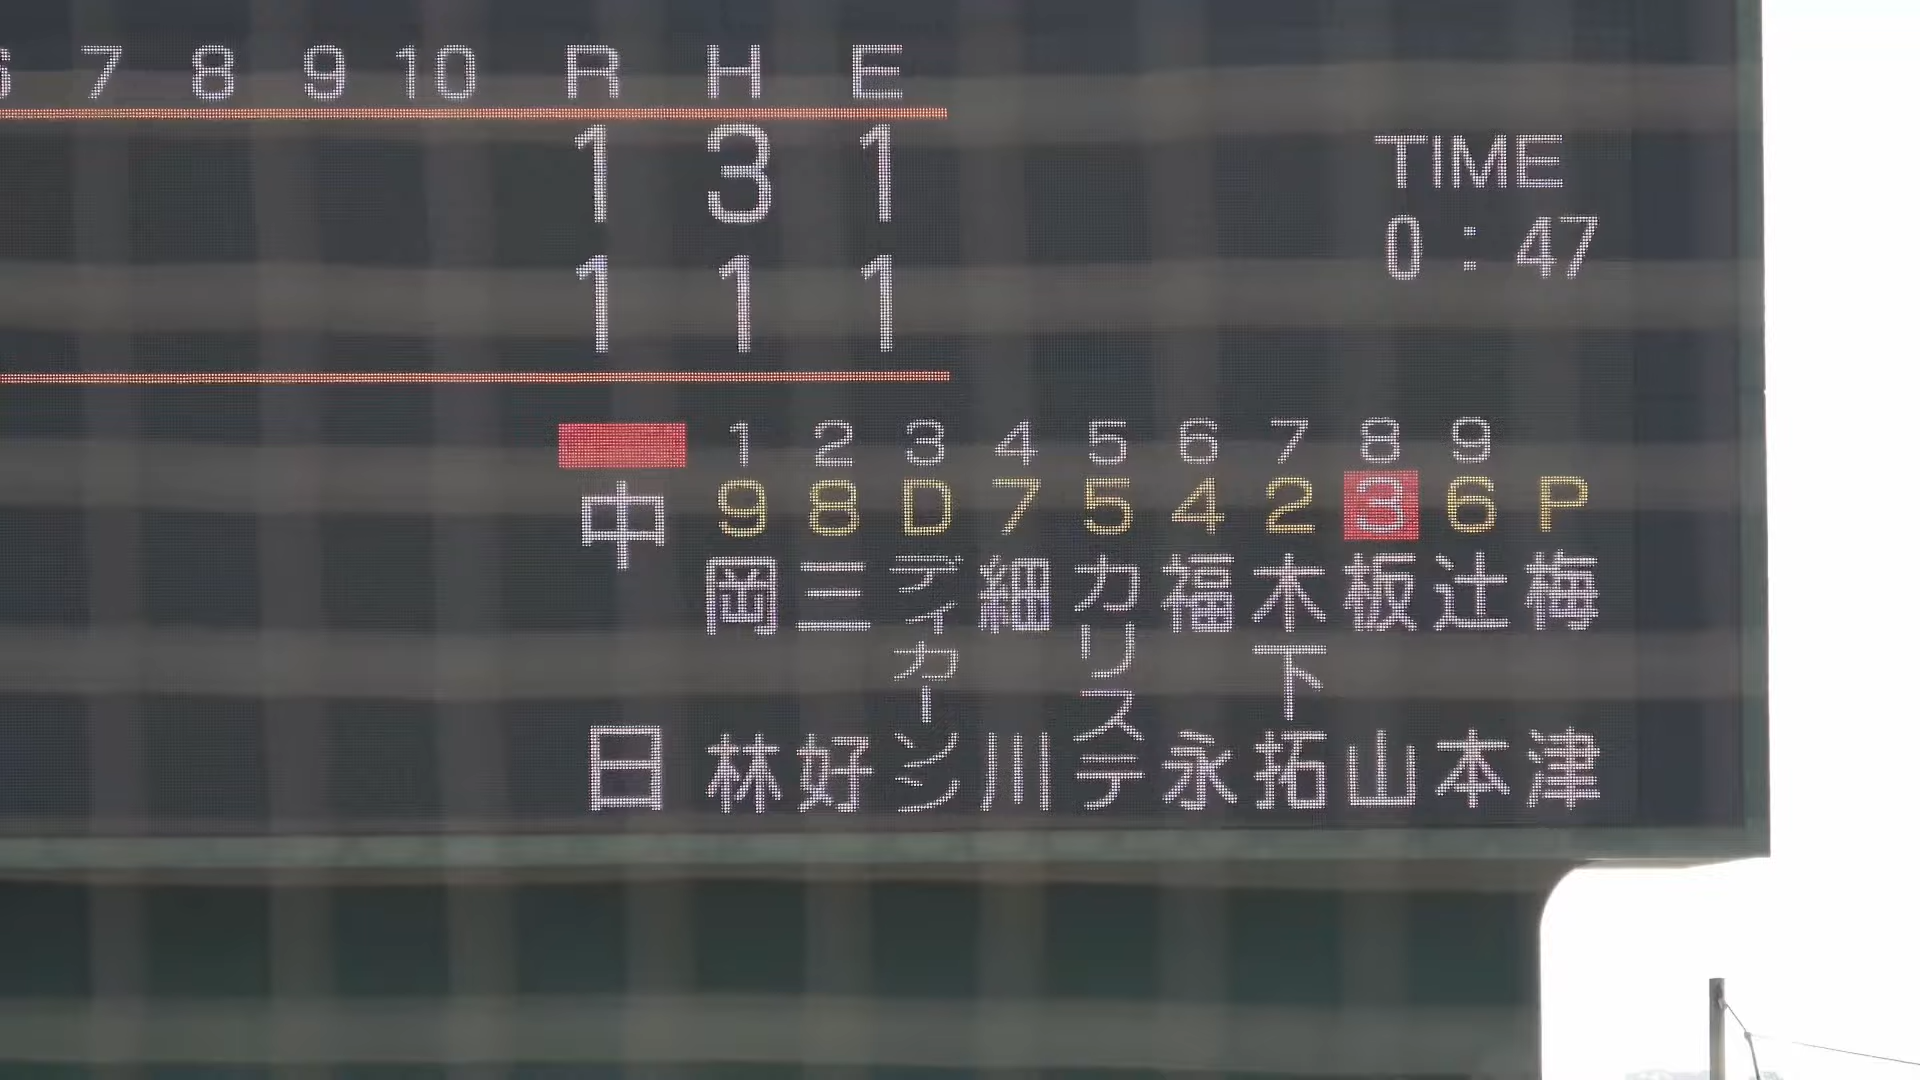 6 7 8 9 10 R H E
1 3 1
1 1 1
TIME
0:47
1 2 3 4 5 6 7 8 9
9 8 D 7 5 4 2 3 6 P
中日
岡林
三好
ディカーソン
細川
カリステ
福永
木下拓
板山
辻本
梅津